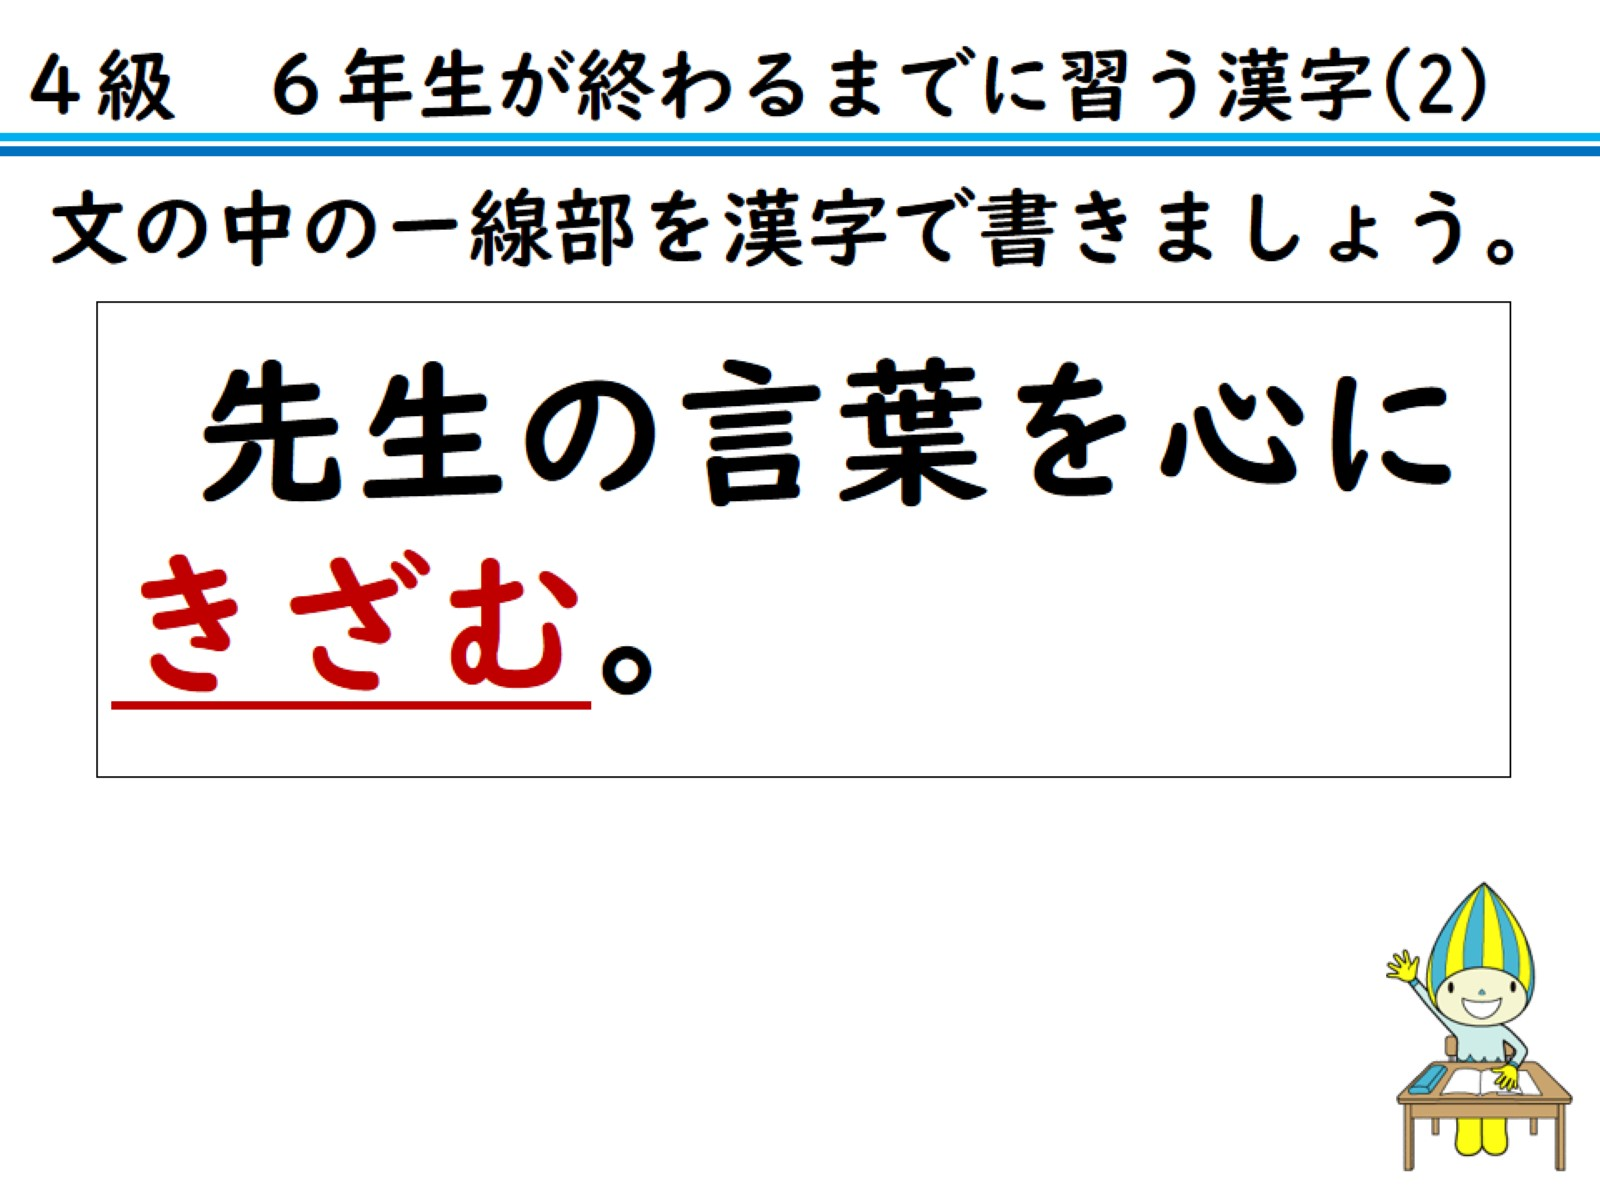 ４級　６年生が終わるまでに習う漢字(2)
文の中の一線部を漢字で書きましょう。
先生の言葉を心に
きざむ。